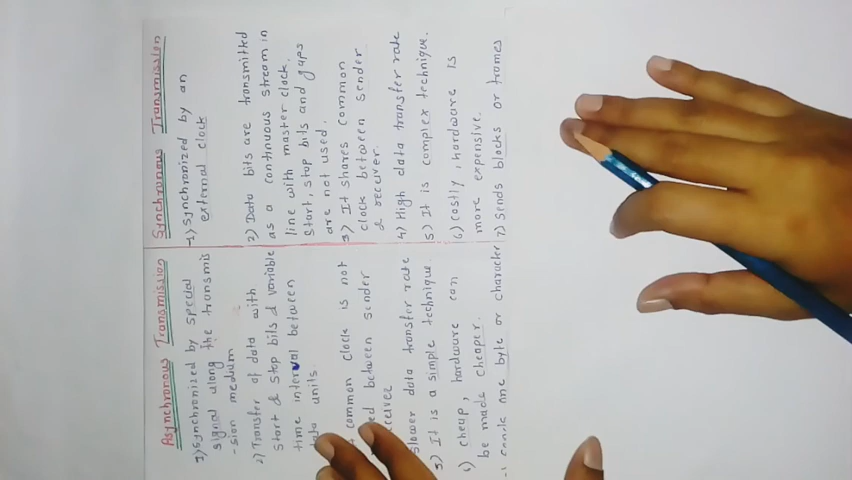 Asynchronous Transmission
1) Synchronized by special
signal along the transmis
-sion medium
2) Transfer of data with
start & stop bits & variable
time interval between
data units.
common clock is not
between sender
slower data transfer rate
5) It is a simple technique.
6) cheap, hardware can
be made cheaper.
one byte or character
Synchronous Transmission
1) Synchronized by an
external clock
2) Data bits are transmitted
as a continuous stream in
line with master clock.
Start, stop bits and gaps
are not used.
3) It shares common
clock between sender
& receiver.
4) High data transfer rate
5) It is complex technique.
6) costly, hardware is
more expensive.
7) Sends blocks or frames